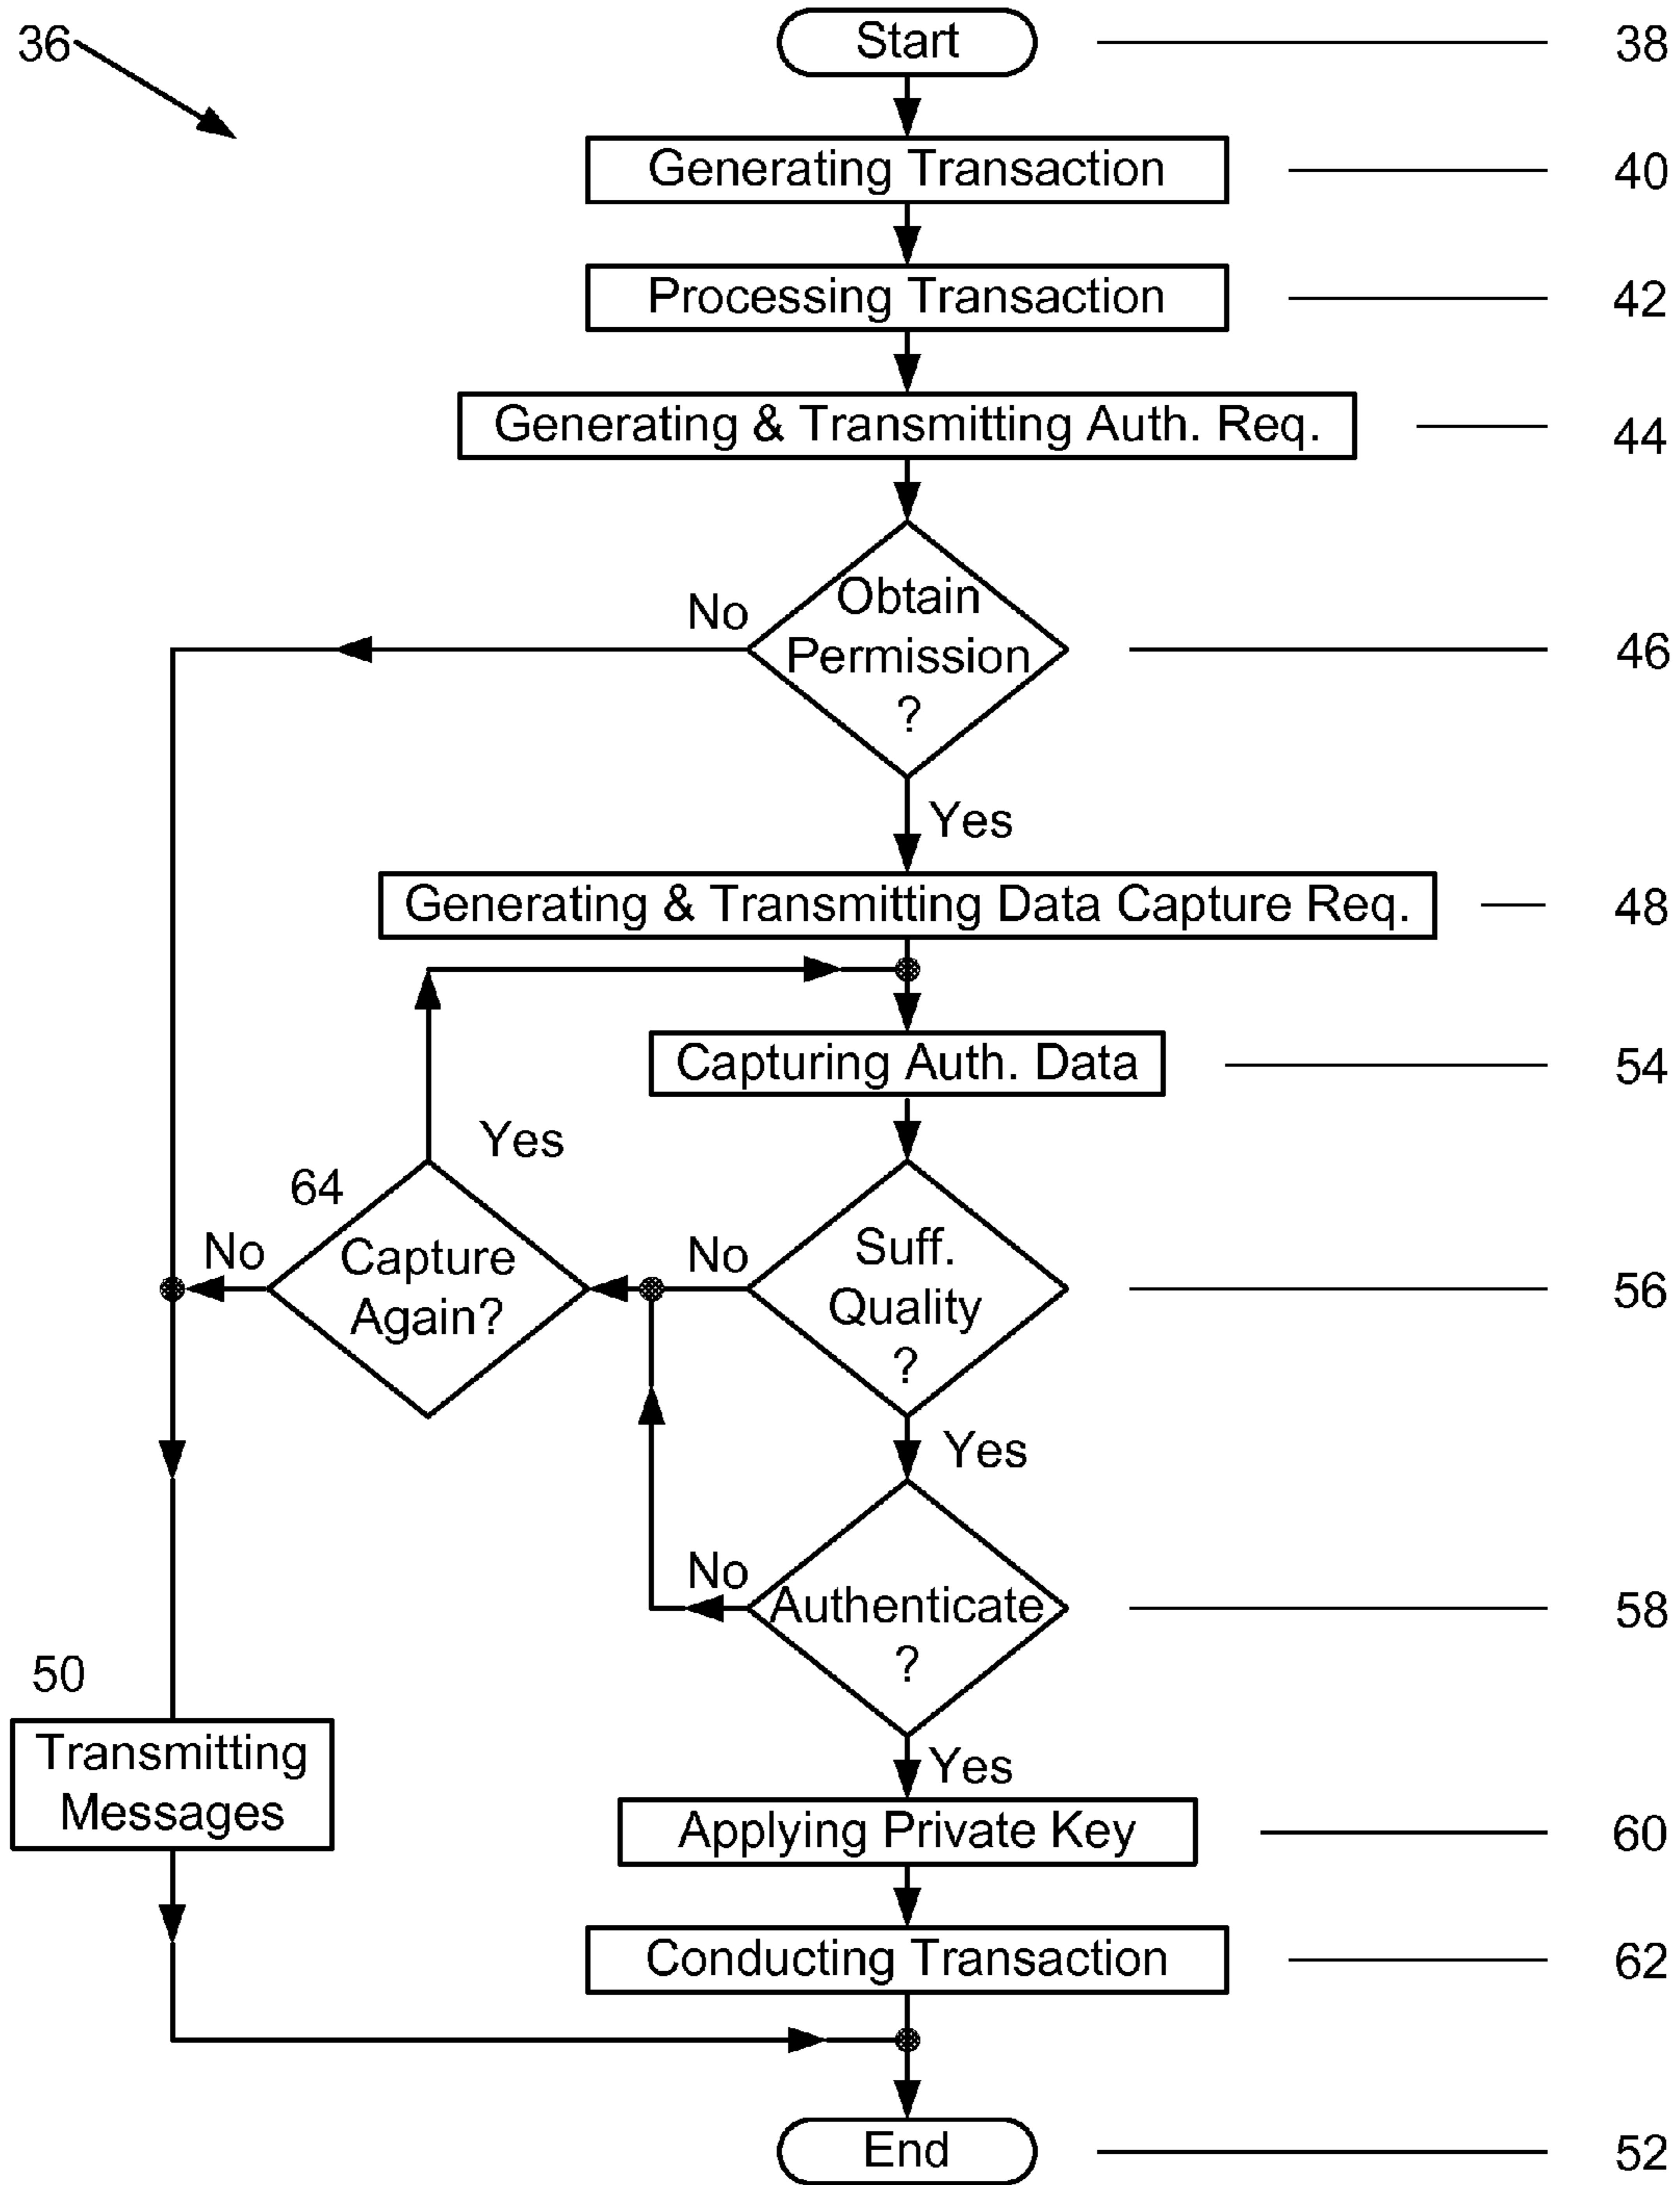 36
Start
38
Generating Transaction
40
Processing Transaction
42
Generating & Transmitting Auth. Req.
44
No
Obtain
Permission
?
46
Yes
Generating & Transmitting Data Capture Req.
48
Capturing Auth. Data
54
Yes
64
No
Capture
Again?
No
Suff.
Quality
?
56
Yes
No
Authenticate
?
58
50
Transmitting
Messages
Yes
Applying Private Key
60
Conducting Transaction
62
End
52